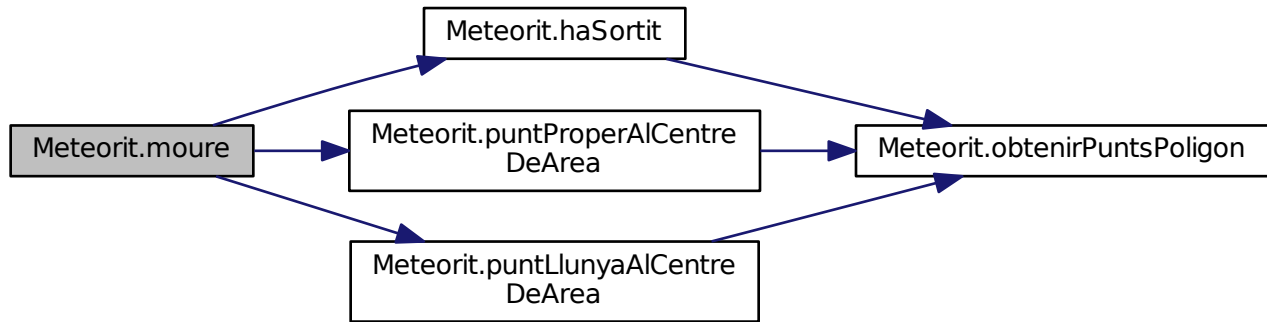 Meteorit.haSortit
Meteorit.moure
Meteorit.puntProperAlCentre
DeArea
Meteorit.obtenirPuntsPoligon
Meteorit.puntLlunyaAlCentre
DeArea